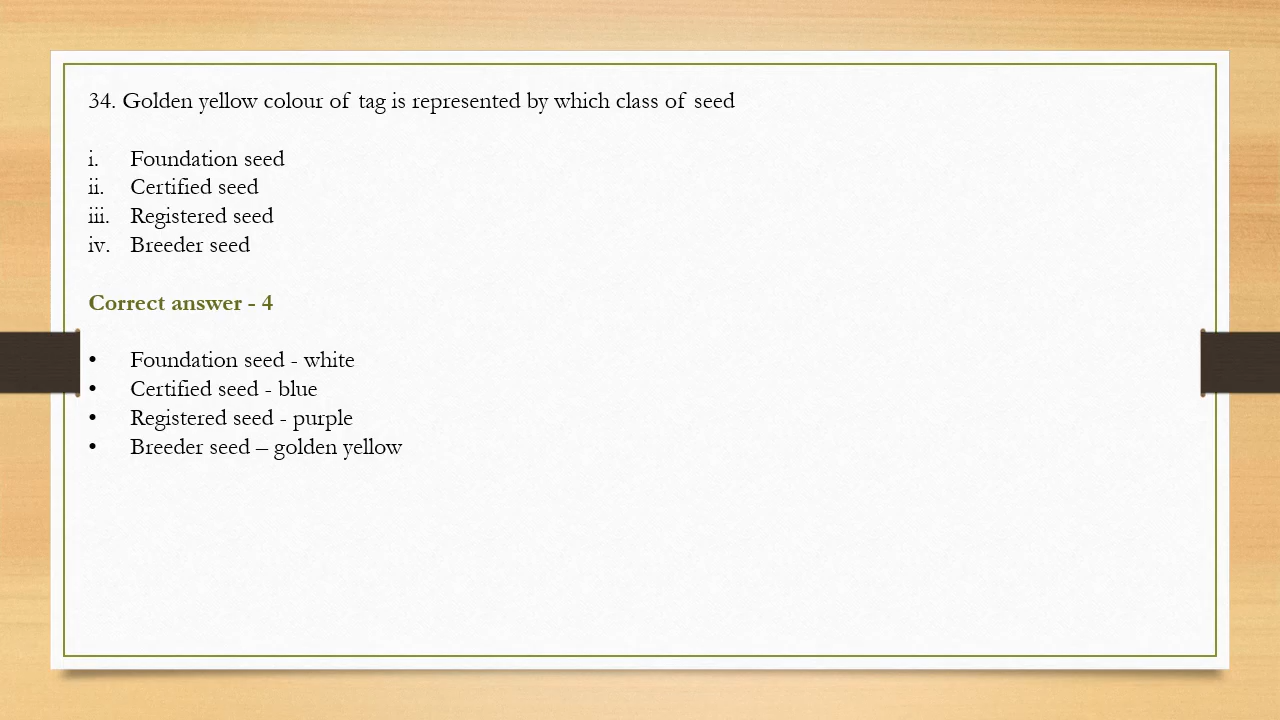 34. Golden yellow colour of tag is represented by which class of seed
i. Foundation seed
ii. Certified seed
iii. Registered seed
iv. Breeder seed
Correct answer - 4
• Foundation seed - white
• Certified seed - blue
• Registered seed - purple
• Breeder seed – golden yellow